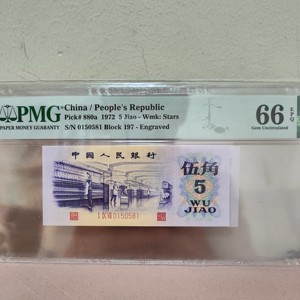 PMG
PAPER MONEY GUARANTY
China / People's Republic
Pick# 880a 1972 5 Jiao - Wmk: Stars
S/N 0150581 Block 197 - Engraved
66 EPQ
Gem Uncirculated
中国人民银行
伍角
5
WU
JIAO
0150581